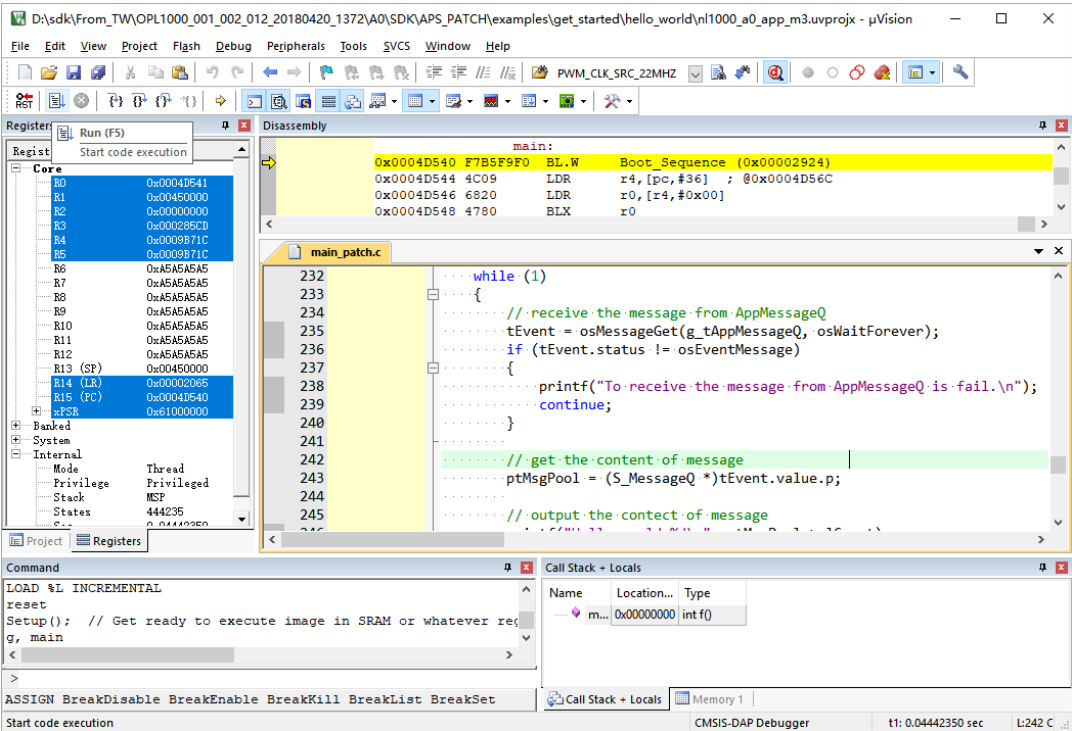 D:\sdk\From_TW\OPL1000_001_002_012_20180420_1372\A0\SDK\APS_PATCH\examples\get_started\hello_world\nl1000_a0_app_m3.uvprojx - µVision
File Edit View Project Flash Debug Peripherals Tools SVCS Window Help
PWM_CLK_SRC_22MHZ
RST
Registers
Run (F5)
Start code execution
Regist
Core
R0 0x0004D541
R1 0x00450000
R2 0x00000000
R3 0x000285CD
R4 0x0009B71C
R5 0x0009B71C
R6 0xA5A5A5A5
R7 0xA5A5A5A5
R8 0xA5A5A5A5
R9 0xA5A5A5A5
R10 0xA5A5A5A5
R11 0xA5A5A5A5
R12 0xA5A5A5A5
R13 (SP) 0x00450000
R14 (LR) 0x00002065
R15 (PC) 0x0004D540
xPSR 0x61000000
Banked
System
Internal
Mode Thread
Privilege Privileged
Stack MSP
States 444235
Project Registers
Disassembly
main:
0x0004D540 F7B5F9F0 BL.W Boot_Sequence (0x00002924)
0x0004D544 4C09 LDR r4,[pc,#36] ; @0x0004D56C
0x0004D546 6820 LDR r0,[r4,#0x00]
0x0004D548 4780 BLX r0
main_patch.c
232 while (1)
233 {
234 // receive the message from AppMessageQ
235 tEvent = osMessageGet(g_tAppMessageQ, osWaitForever);
236 if (tEvent.status != osEventMessage)
237 {
238 printf("To receive the message from AppMessageQ is fail.\n");
239 continue;
240 }
241
242 // get the content of message
243 ptMsgPool = (S_MessageQ *)tEvent.value.p;
244
245 // output the contect of message
Command
LOAD %L INCREMENTAL
reset
Setup(); // Get ready to execute image in SRAM or whatever req
g, main
>
ASSIGN BreakDisable BreakEnable BreakKill BreakList BreakSet
Call Stack + Locals
Name Location... Type
m... 0x00000000 int f()
Call Stack + Locals Memory 1
Start code execution CMSIS-DAP Debugger t1: 0.04442350 sec L:242 C